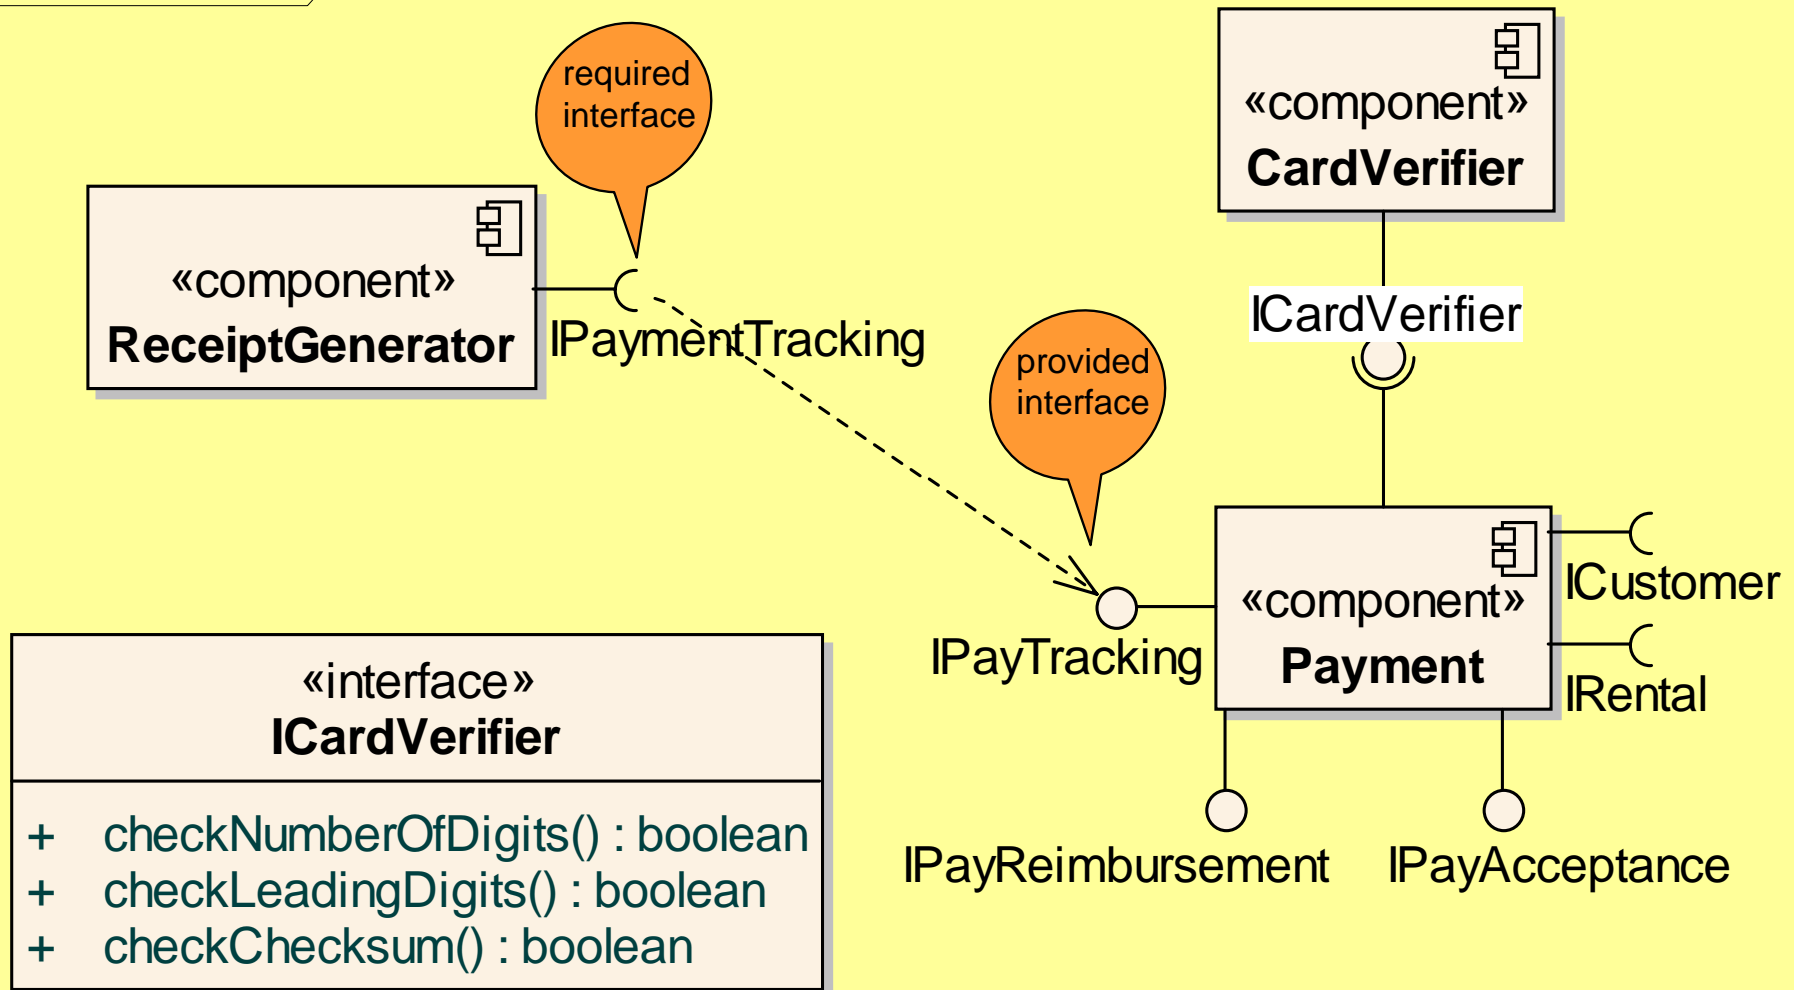 required
interface
«component»
CardVerifier
«component»
ReceiptGenerator
IPaymentTracking
ICardVerifier
provided
interface
«component»
Payment
ICustomer
IRental
IPayTracking
IPayReimbursement
IPayAcceptance
«interface»
ICardVerifier
+ checkNumberOfDigits() : boolean
+ checkLeadingDigits() : boolean
+ checkChecksum() : boolean